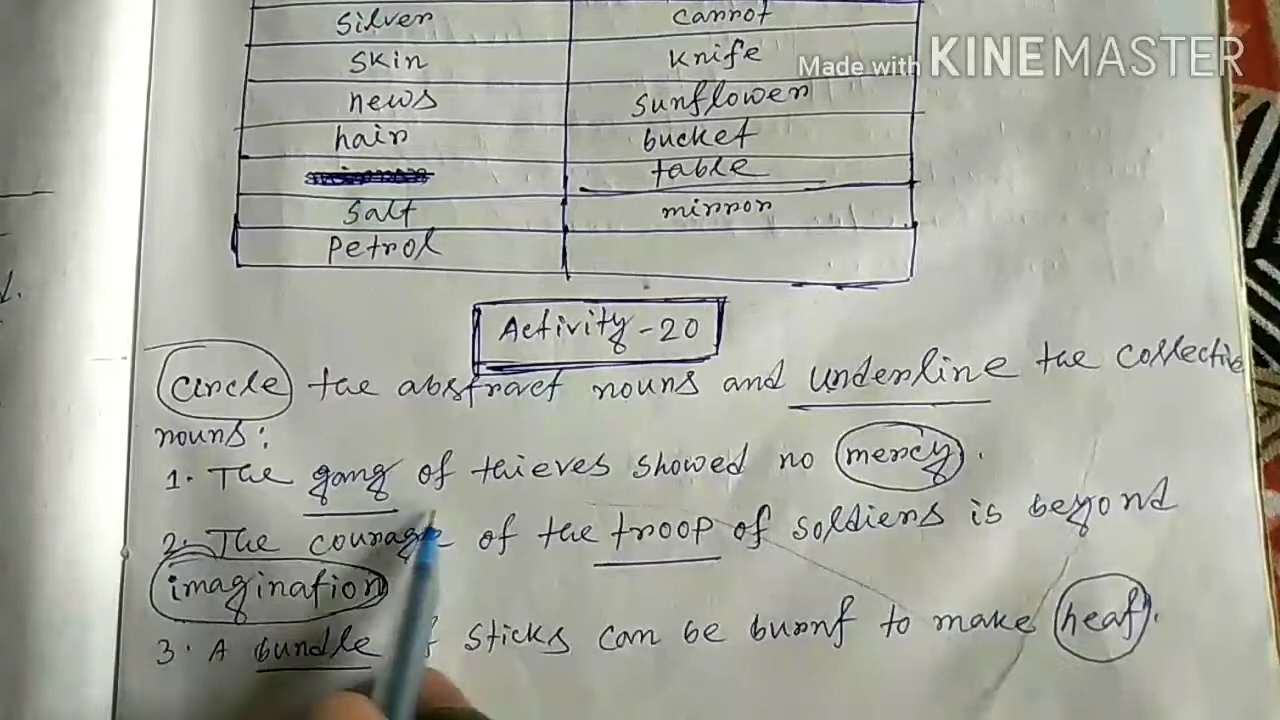 silver cannot
Made with KINEMASTER
skin knife
news sunflower
hair bucket
table
salt mirror
Petrol
Activity-20
Circle the abstract nouns and underline the collective
nouns:
1. The gang of thieves showed no mercy.
2. The courage of the troop of soldiers is beyond
imagination
3. A bundle of sticks can be burnt to make heat.